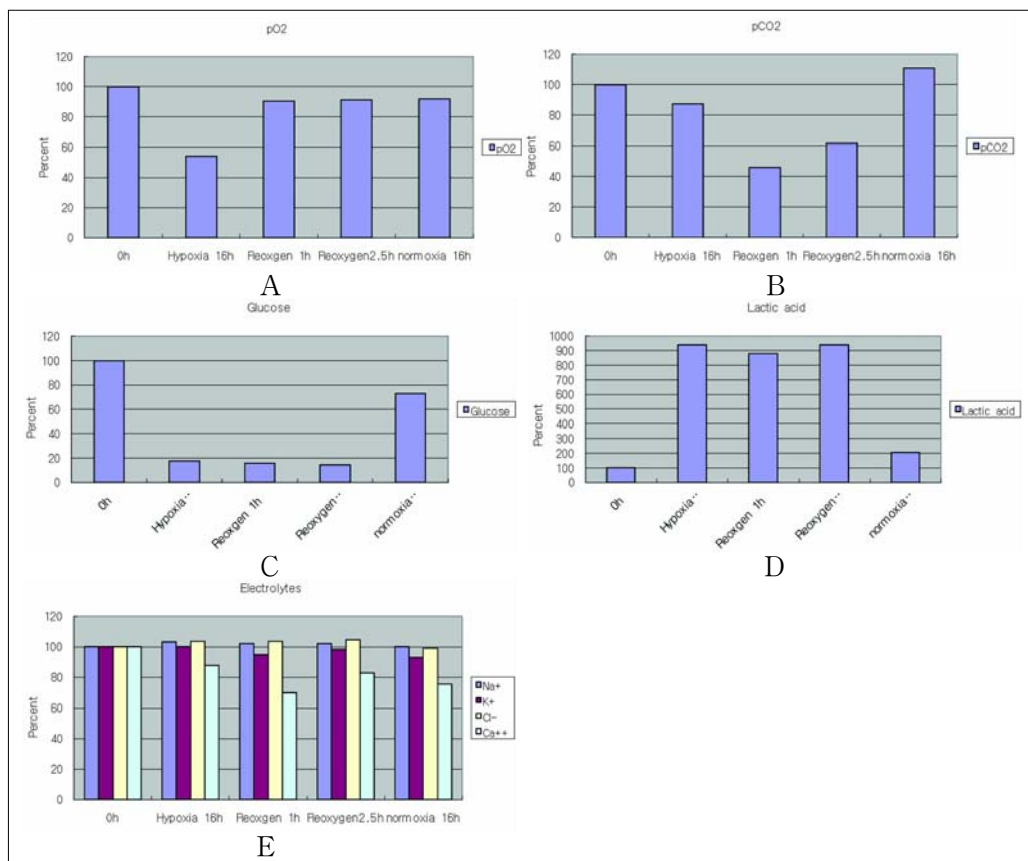 pO2
120
100
80
60
40
20
0
Percent
0h Hypoxia 16h Reoxgen 1h Reoxygen2.5h normoxia 16h
pO2
A
pCO2
120
100
80
60
40
20
0
Percent
0h Hypoxia 16h Reoxgen 1h Reoxygen2.5h normoxia 16h
pCO2
B
Glucose
120
100
80
60
40
20
0
Percent
0h Hypoxia.. Reoxgen 1h Reoxygen.. normoxia..
Glucose
C
Lactic acid
1000
900
800
700
600
500
400
300
200
100
0
Percent
0h Hypoxia.. Reoxgen 1h Reoxygen.. normoxia..
Lactic acid
D
Electrolytes
120
100
80
60
40
20
0
Percent
0h Hypoxia 16h Reoxgen 1h Reoxygen2.5h normoxia 16h
Na+
K+
Cl-
Ca++
E